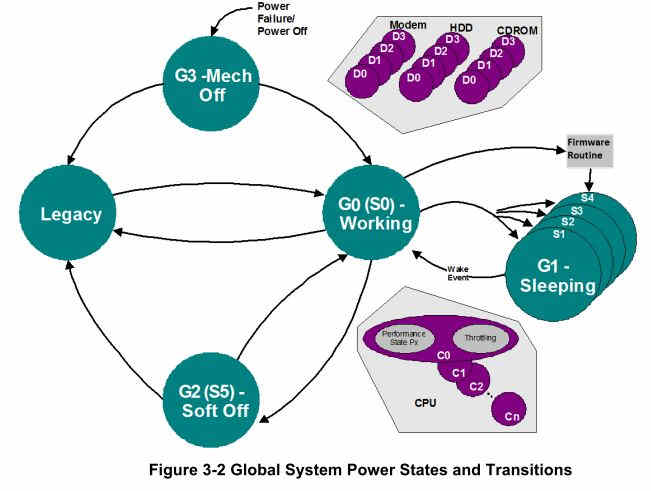 Power
Failure/
Power Off
G3 -Mech
Off
Modem
HDD
CDROM
D3
D2
D1
D0
D3
D2
D1
D0
D3
D2
D1
D0
Firmware
Routine
Legacy
G0 (S0) -
Working
S4
S3
S2
S1
G1 -
Sleeping
Wake
Event
Performance
State Px
Throttling
C0
C1
C2
Cn
CPU
G2 (S5) -
Soft Off
Figure 3-2 Global System Power States and Transitions